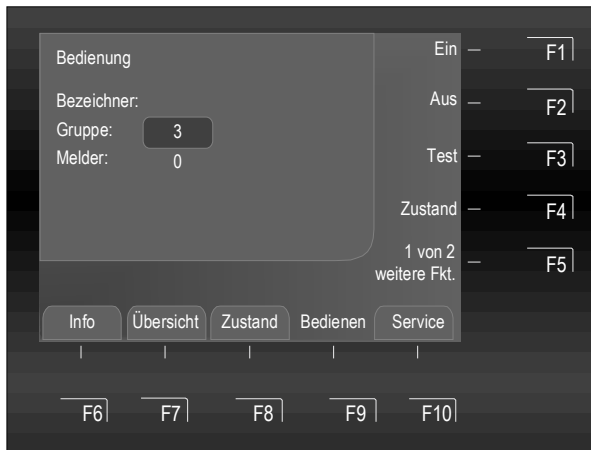 Bedienung
Bezeichner:
Gruppe: 3
Melder: 0
Ein F1
Aus F2
Test F3
Zustand F4
1 von 2
weitere Fkt. F5
Info Übersicht Zustand Bedienen Service
F6 F7 F8 F9 F10